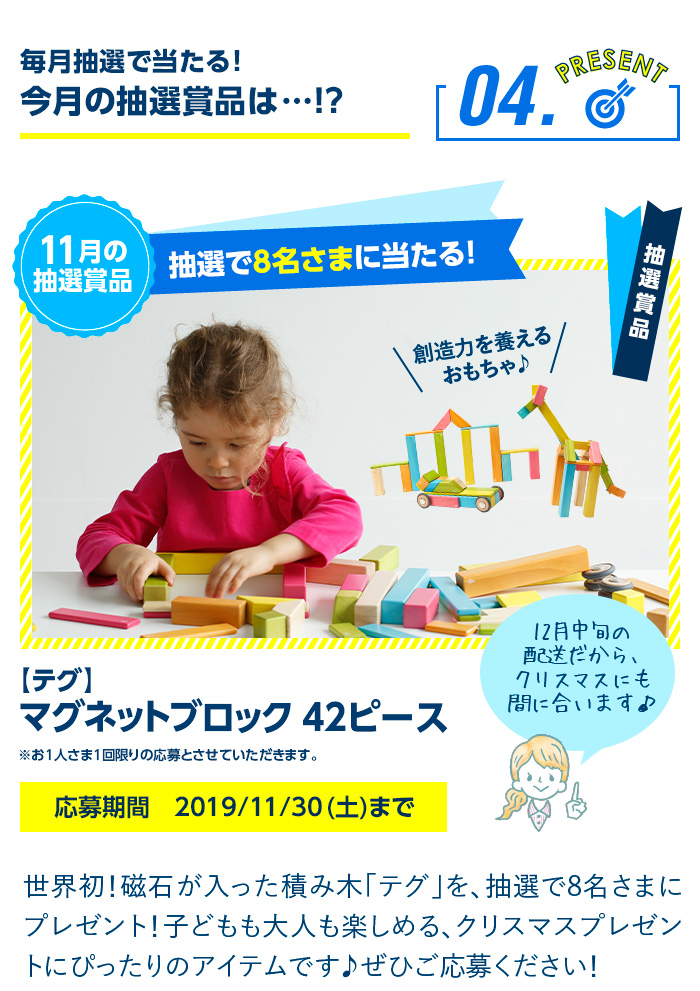 毎月抽選で当たる!
今月の抽選賞品は…!?
04.
PRESENT
11月の
抽選賞品
抽選で8名さまに当たる!
抽選賞品
創造力を養える
おもちゃ♪
12月中旬の
配送だから、
クリスマスにも
間に合います♪
【テグ】
マグネットブロック 42ピース
※お1人さま1回限りの応募とさせていただきます。
応募期間 2019/11/30(土)まで
世界初!磁石が入った積み木「テグ」を、抽選で8名さまに
プレゼント!子どもも大人も楽しめる、クリスマスプレゼン
トにぴったりのアイテムです♪ぜひご応募ください!